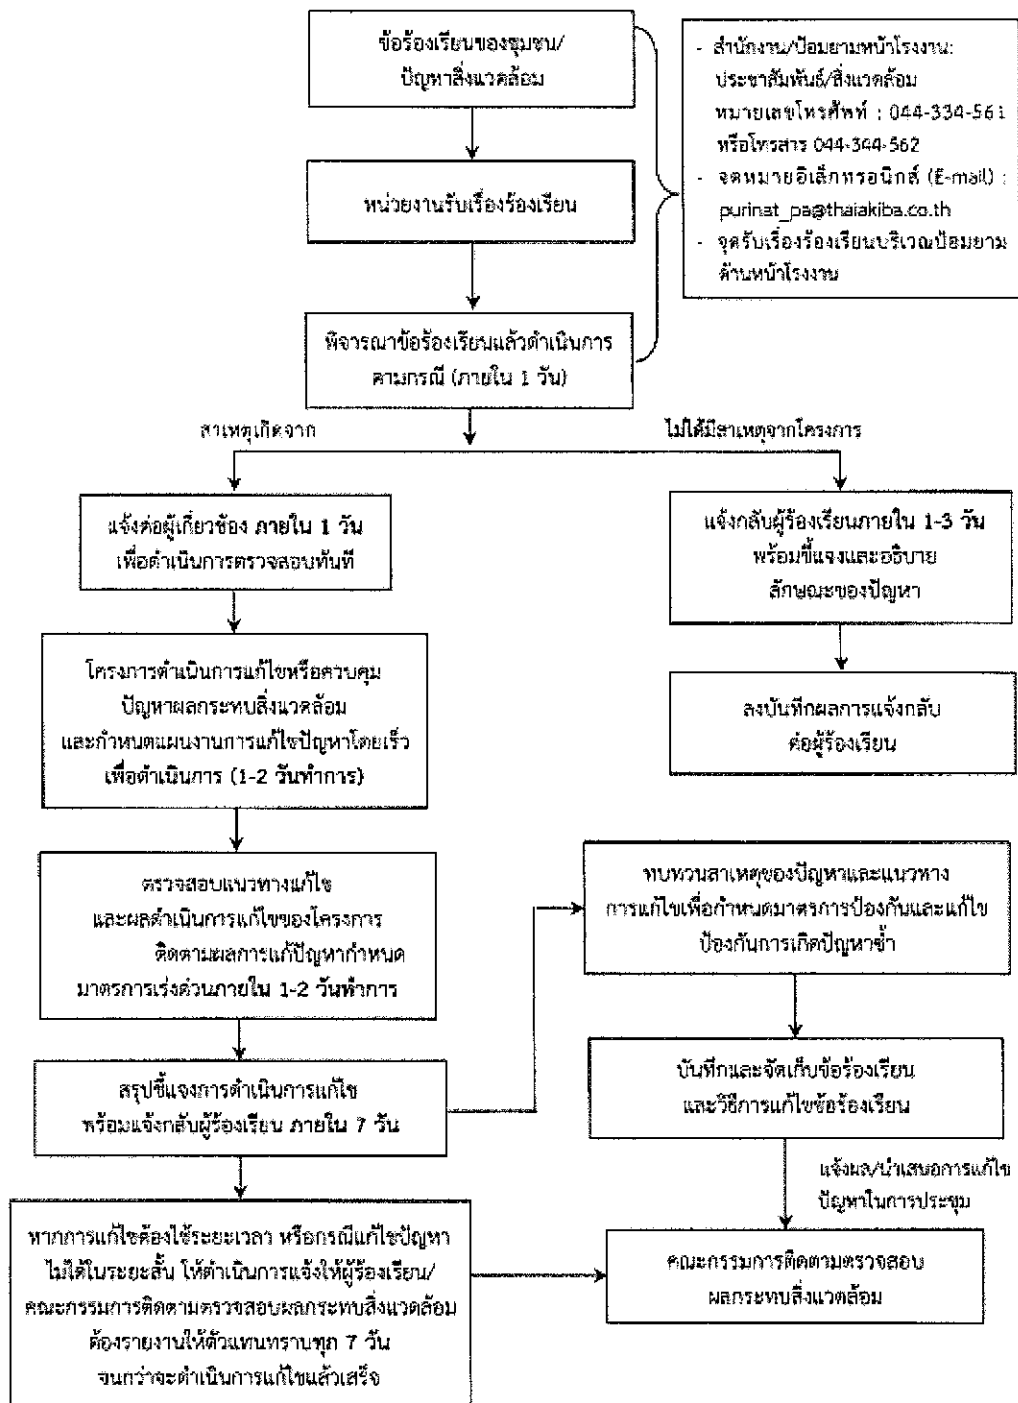 ข้อร้องเรียนของชุมชน/
ปัญหาสิ่งแวดล้อม
- สำนักงาน/ป้อมยามหน้าโรงงาน:
ประชาสัมพันธ์/สิ่งแวดล้อม
หมายเลขโทรศัพท์ : 044-334-561
หรือโทรสาร 044-344-562
- จดหมายอิเล็กทรอนิกส์ (E-mail) :
purinat_pa@thaiakiba.co.th
- จุดรับเรื่องร้องเรียนบริเวณป้อมยาม
ด้านหน้าโรงงาน
หน่วยงานรับเรื่องร้องเรียน
พิจารณาข้อร้องเรียนแล้วดำเนินการ
ตามกรณี (ภายใน 1 วัน)
สาเหตุเกิดจาก
ไม่ได้มีสาเหตุจากโครงการ
แจ้งต่อผู้เกี่ยวข้อง ภายใน 1 วัน
เพื่อดำเนินการตรวจสอบทันที
แจ้งกลับผู้ร้องเรียนภายใน 1-3 วัน
พร้อมชี้แจงและอธิบาย
ลักษณะของปัญหา
โครงการดำเนินการแก้ไขหรือควบคุม
ปัญหาผลกระทบสิ่งแวดล้อม
และกำหนดแผนงานการแก้ไขปัญหาโดยเร็ว
เพื่อดำเนินการ (1-2 วันทำการ)
ลงบันทึกผลการแจ้งกลับ
ต่อผู้ร้องเรียน
ตรวจสอบแนวทางแก้ไข
และผลดำเนินการแก้ไขของโครงการ
ติดตามผลการแก้ปัญหากำหนด
มาตรการเร่งด่วนภายใน 1-2 วันทำการ
ทบทวนสาเหตุของปัญหาและแนวทาง
การแก้ไขเพื่อกำหนดมาตรการป้องกันและแก้ไข
ป้องกันการเกิดปัญหาซ้ำ
สรุปชี้แจงการดำเนินการแก้ไข
พร้อมแจ้งกลับผู้ร้องเรียน ภายใน 7 วัน
บันทึกและจัดเก็บข้อร้องเรียน
และวิธีการแก้ไขข้อร้องเรียน
แจ้งผล/นำเสนอการแก้ไข
ปัญหาในการประชุม
หากการแก้ไขต้องใช้ระยะเวลา หรือกรณีแก้ไขปัญหา
ไม่ได้ในระยะสั้น ให้ดำเนินการแจ้งให้ผู้ร้องเรียน/
คณะกรรมการติดตามตรวจสอบผลกระทบสิ่งแวดล้อม
ต้องรายงานให้ตัวแทนทราบทุก 7 วัน
จนกว่าจะดำเนินการแก้ไขแล้วเสร็จ
คณะกรรมการติดตามตรวจสอบ
ผลกระทบสิ่งแวดล้อม